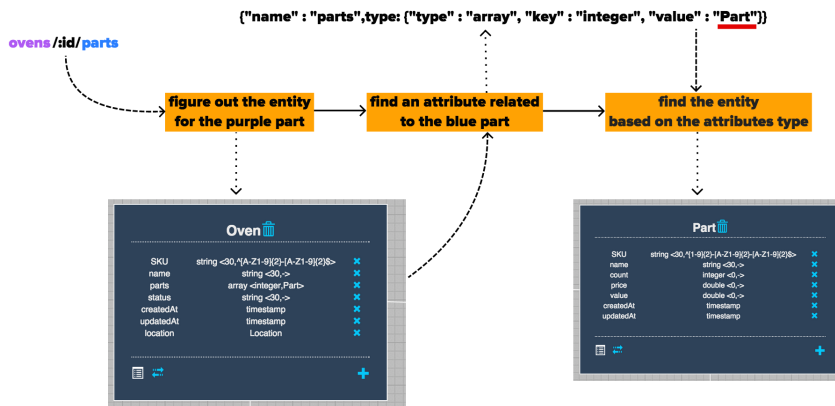 {"name" : "parts",type: {"type" : "array", "key" : "integer", "value" : "Part"}}
ovens/:id/parts
figure out the entity
for the purple part
find an attribute related
to the blue part
find the entity
based on the attributes type
Oven
SKU string <30,^[A-Z1-9]{2}-[A-Z1-9]{2}$>
name string <30,->
parts array <integer,Part>
status string <30,->
createdAt timestamp
updatedAt timestamp
location Location
Part
SKU string <30,^[1-9]{2}-[A-Z1-9]{2}-[A-Z1-9]{2}$>
name string <30,->
count integer <0,->
price double <0,->
value double <0,->
createdAt timestamp
updatedAt timestamp